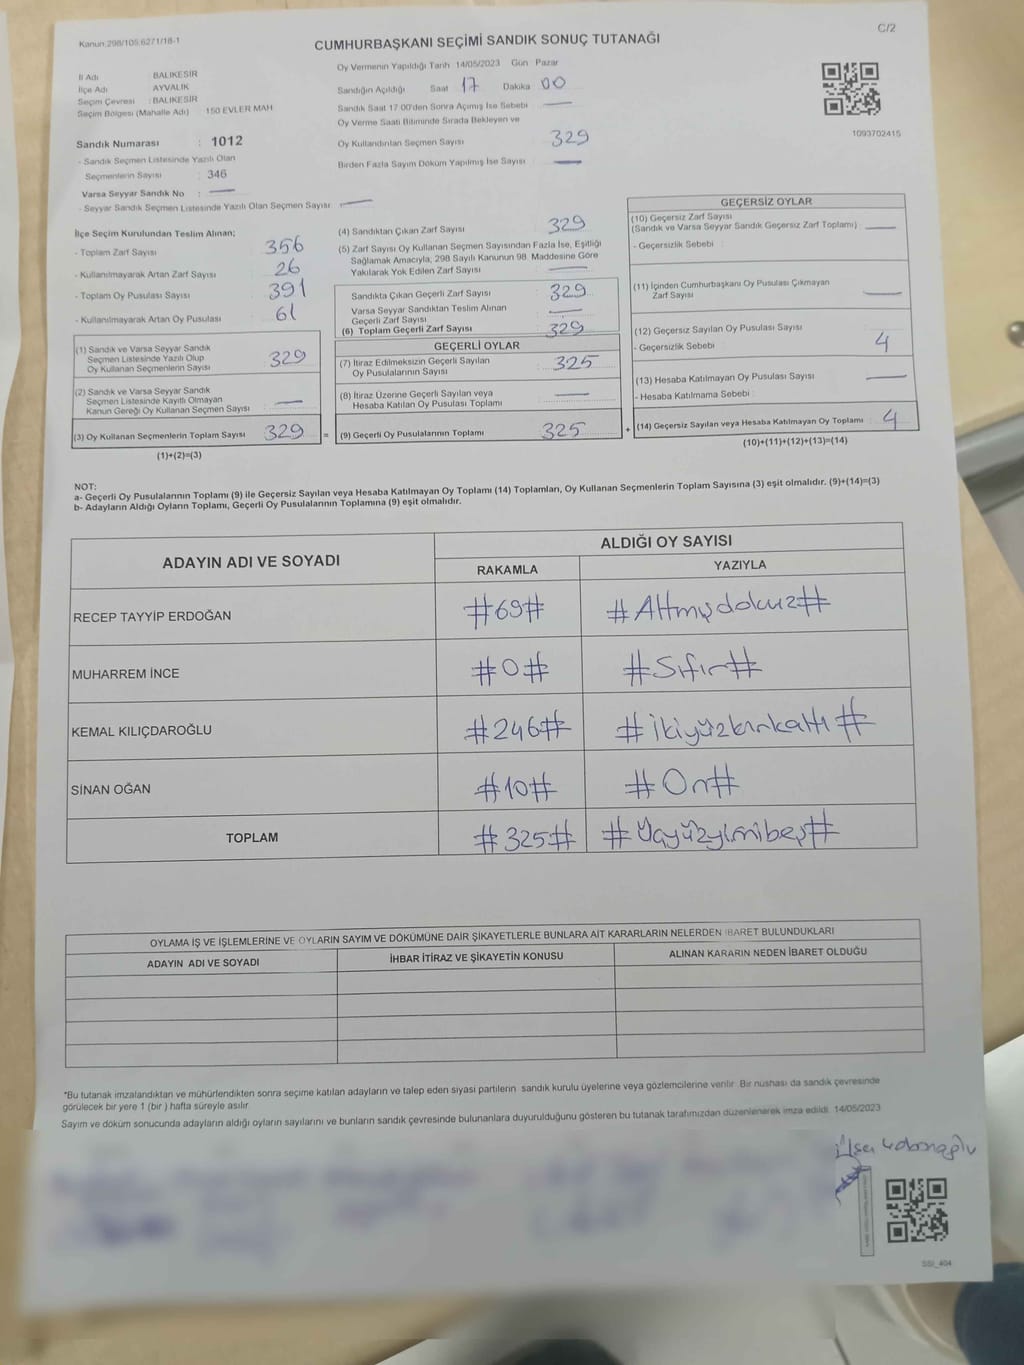 Kanun:298/105.6271/18-1
C/2
CUMHURBAŞKANI SEÇİMİ SANDIK SONUÇ TUTANAĞI
İl Adı BALIKESİR
İlçe Adı AYVALIK
Seçim Çevresi : BALIKESİR
Seçim Bölgesi (Mahalle Adı) 150 EVLER MAH
Sandık Numarası : 1012
- Sandık Seçmen Listesinde Yazılı Olan
Seçmenlerin Sayısı : 346
Varsa Seyyar Sandık No : —
- Seyyar Sandık Seçmen Listesinde Yazılı Olan Seçmen Sayısı : —
Oy Vermenin Yapıldığı Tarih 14/05/2023 Gün Pazar
Sandığın Açıldığı Saat 17 Dakika 00
Sandık Saat 17:00'den Sonra Açımış İse Sebebi —
Oy Verme Saati Bitiminde Sırada Bekleyen ve
Oy Kullandırılan Seçmen Sayısı : 329
Birden Fazla Sayım Döküm Yapılmış İse Sayısı —
1093702415
İlçe Seçim Kurulundan Teslim Alınan;
- Toplam Zarf Sayısı : 356
- Kullanılmayarak Artan Zarf Sayısı : 26
- Toplam Oy Pusulası Sayısı : 391
- Kullanılmayarak Artan Oy Pusulası : 61
(1) Sandık ve Varsa Seyyar Sandık
Seçmen Listesinde Yazılı Olup
Oy Kullanan Seçmenlerin Sayısı : 329
(2) Sandık ve Varsa Seyyar Sandık
Seçmen Listesinde Kayıtlı Olmayan
Kanun Gereği Oy Kullanan Seçmen Sayısı : —
(3) Oy Kullanan Seçmenlerin Toplam Sayısı : 329
(1)+(2)=(3)
(4) Sandıktan Çıkan Zarf Sayısı : 329
(5) Zarf Sayısı Oy Kullanan Seçmen Sayısından Fazla İse, Eşitliği
Sağlamak Amacıyla, 298 Sayılı Kanunun 98. Maddesine Göre
Yakılarak Yok Edilen Zarf Sayısı : —
Sandıkta Çıkan Geçerli Zarf Sayısı : 329
Varsa Seyyar Sandıktan Teslim Alınan
Geçerli Zarf Sayısı : —
(6) Toplam Geçerli Zarf Sayısı : 329
GEÇERLİ OYLAR
(7) İtiraz Edilmeksizin Geçerli Sayılan
Oy Pusulalarının Sayısı : 325
(8) İtiraz Üzerine Geçerli Sayılan veya
Hesaba Katılan Oy Pusulası Toplamı : —
= (9) Geçerli Oy Pusulalarının Toplamı : 325
GEÇERSİZ OYLAR
(10) Geçersiz Zarf Sayısı
(Sandık ve Varsa Seyyar Sandık Geçersiz Zarf Toplamı) : —
- Geçersizlik Sebebi :
(11) İçinden Cumhurbaşkanı Oy Pusulası Çıkmayan
Zarf Sayısı : —
(12) Geçersiz Sayılan Oy Pusulası Sayısı : 4
- Geçersizlik Sebebi :
(13) Hesaba Katılmayan Oy Pusulası Sayısı : —
- Hesaba Katılmama Sebebi :
+ (14) Geçersiz Sayılan veya Hesaba Katılmayan Oy Toplamı : 4
(10)+(11)+(12)+(13)=(14)
NOT:
a- Geçerli Oy Pusulalarının Toplamı (9) ile Geçersiz Sayılan veya Hesaba Katılmayan Oy Toplamı (14) Toplamları, Oy Kullanan Seçmenlerin Toplam Sayısına (3) eşit olmalıdır. (9)+(14)=(3)
b- Adayların Aldığı Oyların Toplamı, Geçerli Oy Pusulalarının Toplamına (9) eşit olmalıdır.
ADAYIN ADI VE SOYADI
ALDIĞI OY SAYISI
RAKAMLA YAZIYLA
RECEP TAYYİP ERDOĞAN #69# #Altmışdokuz#
MUHARREM İNCE #0# #Sıfır#
KEMAL KILIÇDAROĞLU #246# #İkiyüzkırkaltı#
SİNAN OĞAN #10# #On#
TOPLAM #325# #Üçyüzyirmibeş#
OYLAMA İŞ VE İŞLEMLERİNE VE OYLARIN SAYIM VE DÖKÜMÜNE DAİR ŞİKAYETLERLE BUNLARA AİT KARARLARIN NELERDEN İBARET BULUNDUKLARI
ADAYIN ADI VE SOYADI İHBAR İTİRAZ VE ŞİKAYETİN KONUSU ALINAN KARARIN NEDEN İBARET OLDUĞU
*Bu tutanak imzalandıktan ve mühürlendikten sonra seçime katılan adayların ve talep eden siyasi partilerin sandık kurulu üyelerine veya gözlemcilerine verilir. Bir nüshası da sandık çevresinde
görülecek bir yere 1 (bir ) hafta süreyle asılır.
Sayım ve döküm sonucunda adayların aldığı oyların sayılarını ve bunların sandık çevresinde bulunanlara duyurulduğunu gösteren bu tutanak tarafımızdan düzenlenerek imza edildi. 14/05/2023
SSI_404